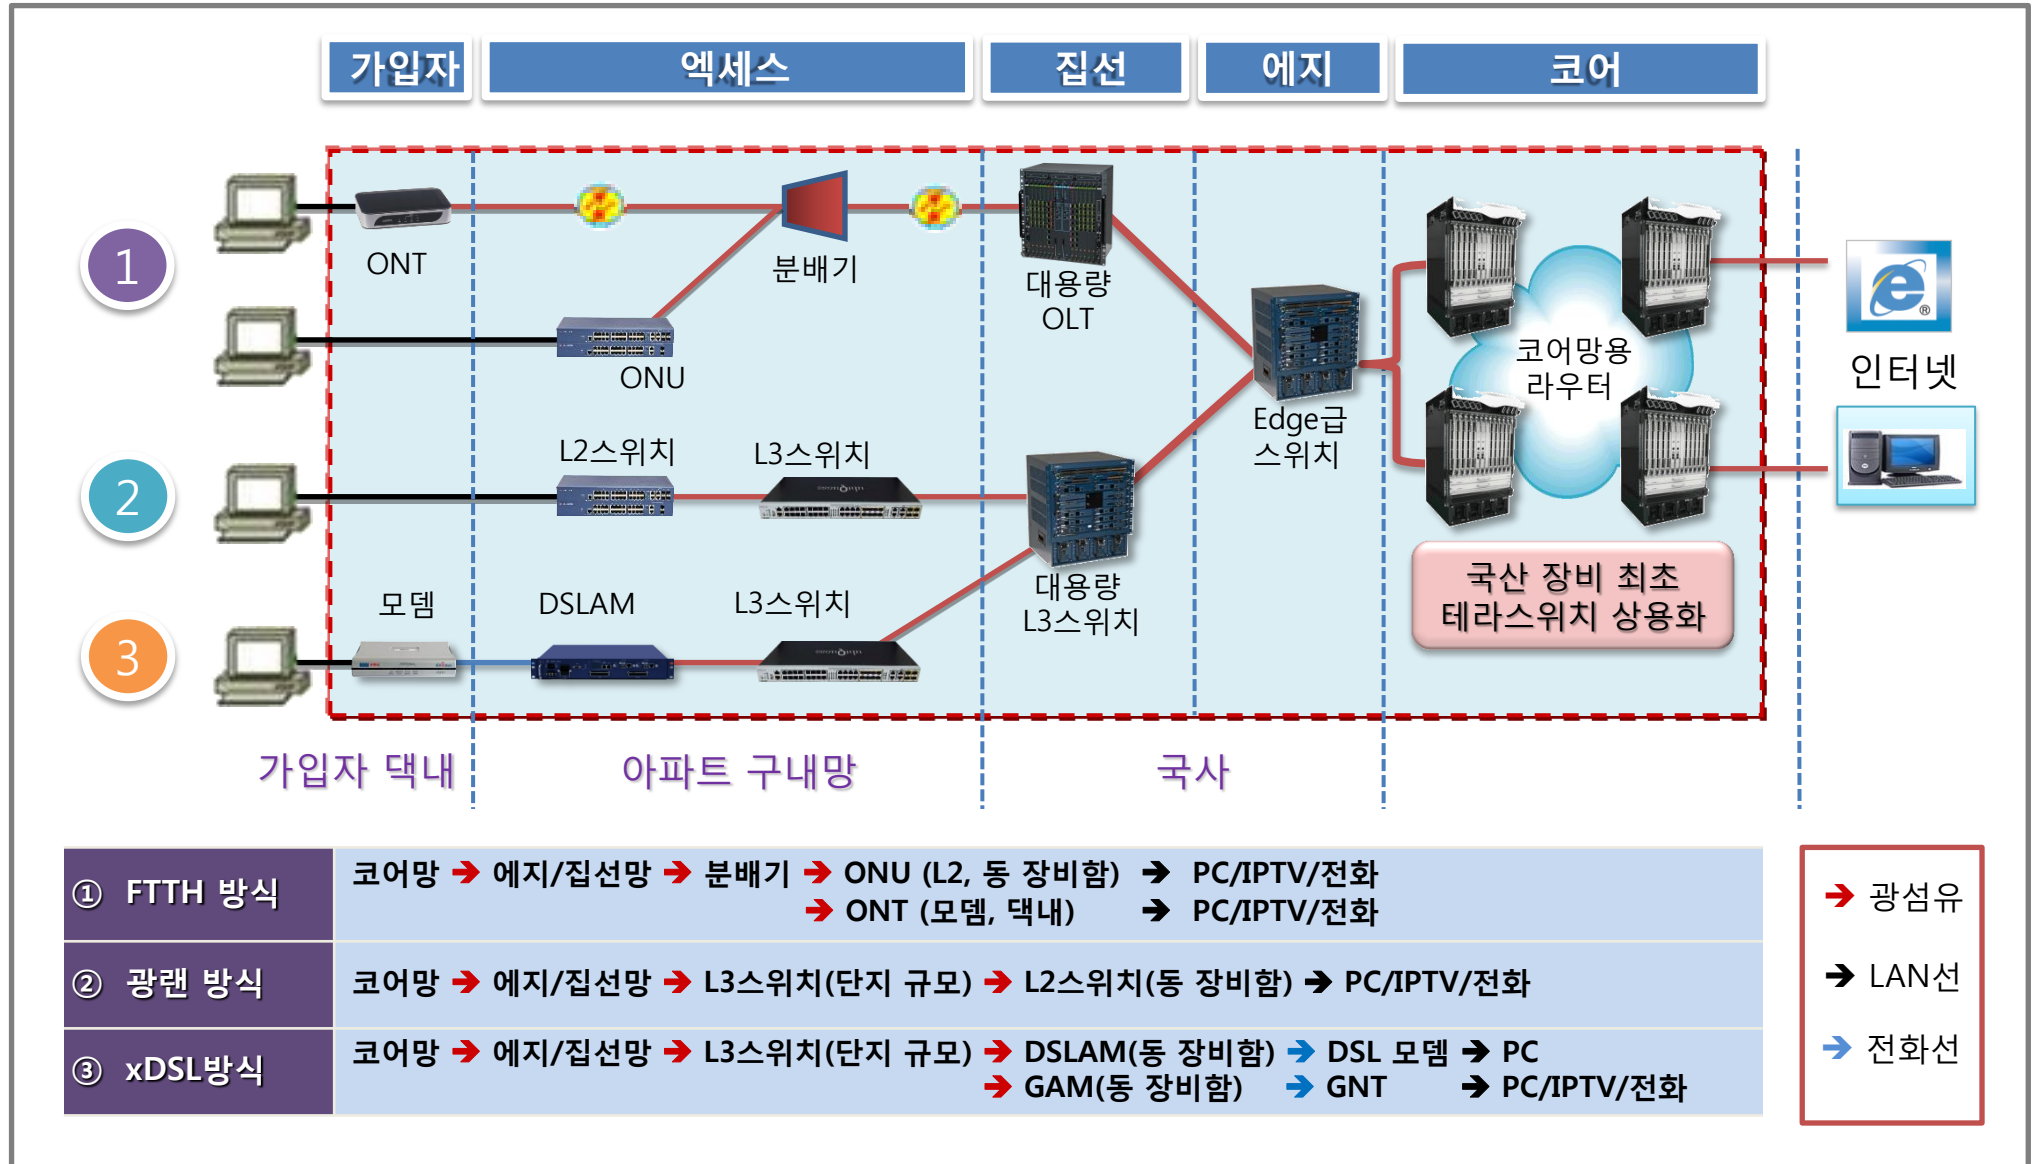 가입자
엑세스
집선
에지
코어
1
ONT
분배기
대용량
OLT
ONU
Edge급
스위치
코어망용
라우터
인터넷
2
L2스위치
L3스위치
대용량
L3스위치
국산 장비 최초
테라스위치 상용화
3
모뎀
DSLAM
L3스위치
가입자 댁내
아파트 구내망
국사
① FTTH 방식
코어망 ➔ 에지/집선망 ➔ 분배기 ➔ ONU (L2, 동 장비함) ➔ PC/IPTV/전화
➔ ONT (모뎀, 댁내) ➔ PC/IPTV/전화
② 광랜 방식
코어망 ➔ 에지/집선망 ➔ L3스위치(단지 규모) ➔ L2스위치(동 장비함) ➔ PC/IPTV/전화
③ xDSL방식
코어망 ➔ 에지/집선망 ➔ L3스위치(단지 규모) ➔ DSLAM(동 장비함) ➔ DSL 모뎀 ➔ PC
➔ GAM(동 장비함) ➔ GNT ➔ PC/IPTV/전화
➔ 광섬유
➔ LAN선
➔ 전화선